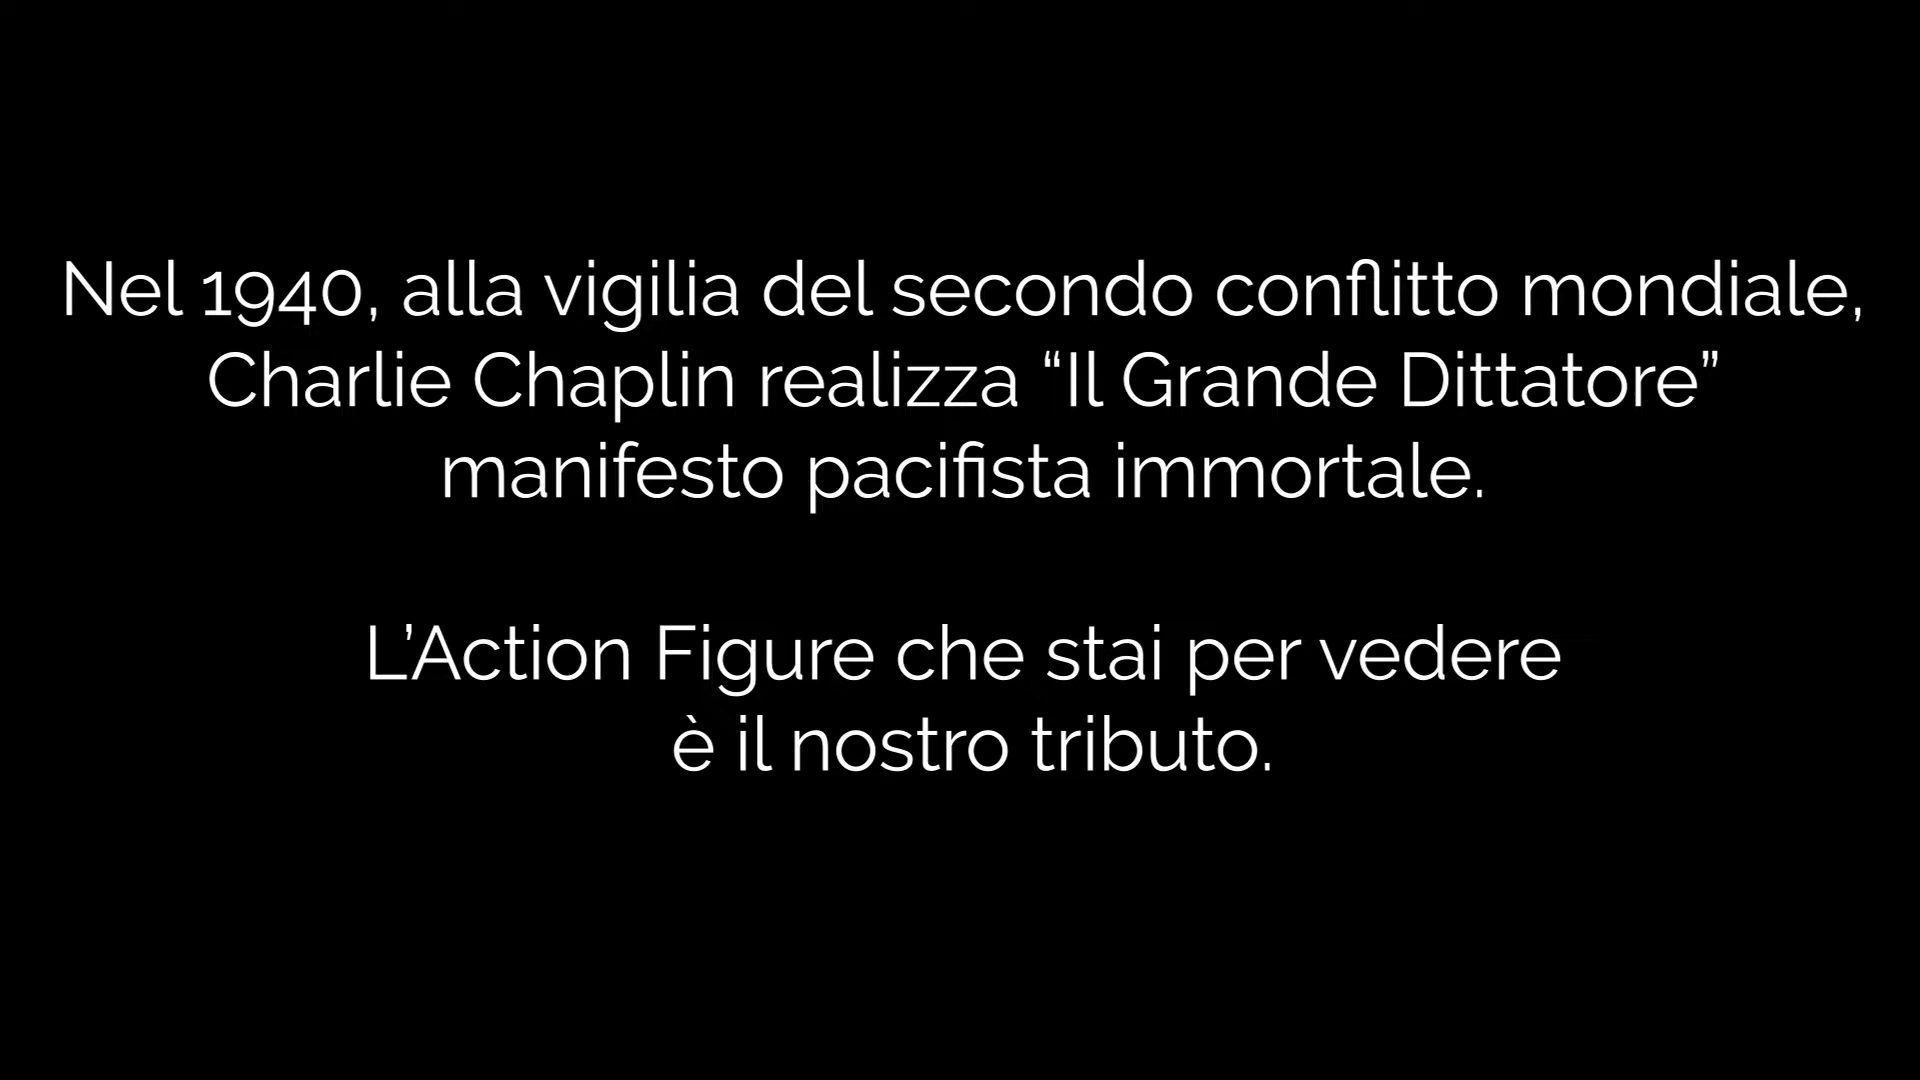 Nel 1940, alla vigilia del secondo conflitto mondiale,
Charlie Chaplin realizza “Il Grande Dittatore”
manifesto pacifista immortale.
L’Action Figure che stai per vedere
è il nostro tributo.